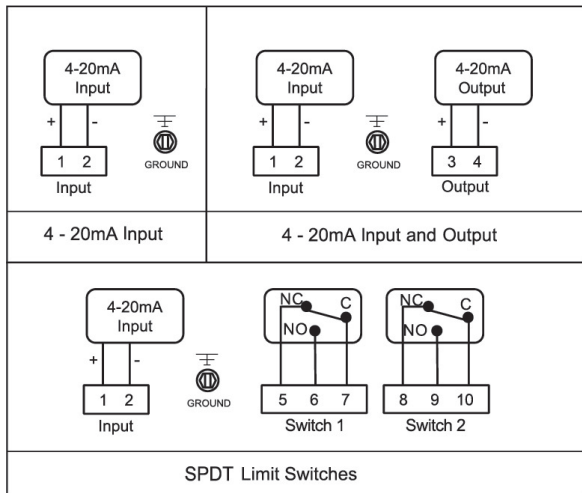 4-20mA
Input
+ -
1 2
Input
GROUND
4 - 20mA Input
4-20mA
Input
+ -
1 2
Input
GROUND
4-20mA
Output
+ -
3 4
Output
4 - 20mA Input and Output
4-20mA
Input
+ -
1 2
Input
GROUND
NC C
NO
5 6 7
Switch 1
NC C
NO
8 9 10
Switch 2
SPDT Limit Switches